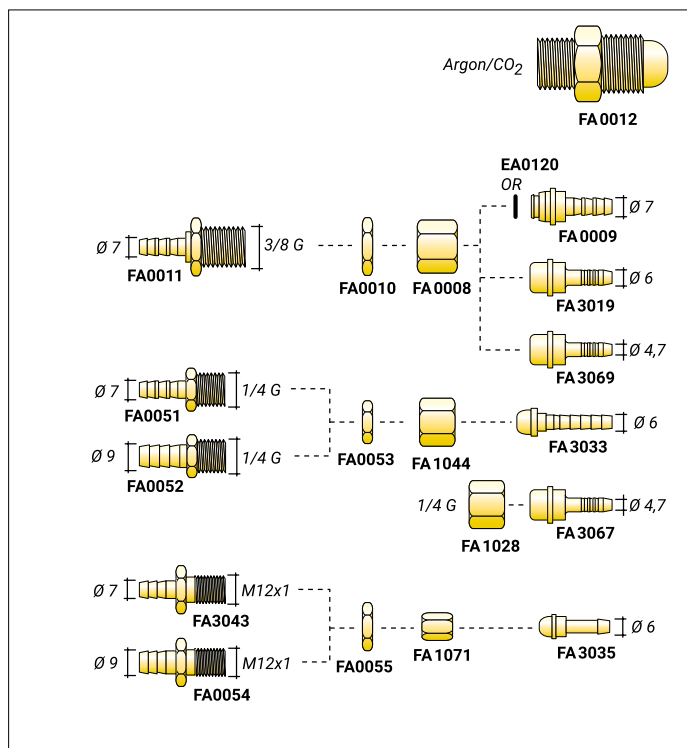 Argon/CO2
FA0012
EA0120
OR
Ø 7
FA0009
Ø 7
FA0011
3/8 G
FA0010
FA0008
Ø 6
FA3019
Ø 4,7
FA3069
Ø 7
FA0051
1/4 G
Ø 9
FA0052
1/4 G
FA0053
FA1044
Ø 6
FA3033
1/4 G
FA1028
Ø 4,7
FA3067
Ø 7
FA3043
M12x1
Ø 9
FA0054
M12x1
FA0055
FA1071
Ø 6
FA3035